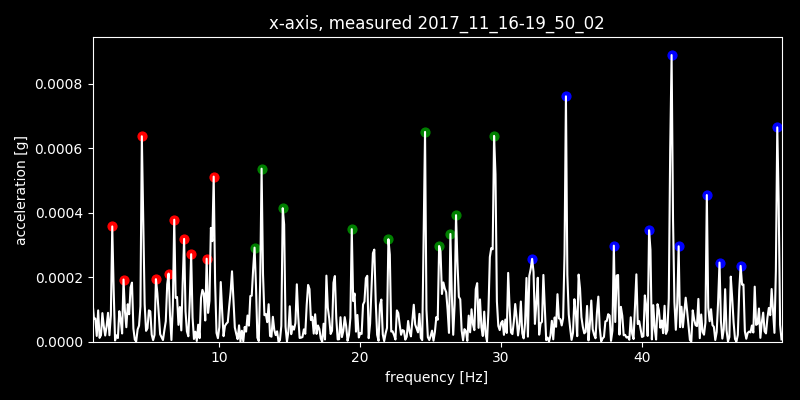 x-axis, measured 2017_11_16-19_50_02
0.0008
0.0006
0.0004
0.0002
0.0000
acceleration [g]
10 20 30 40
frequency [Hz]